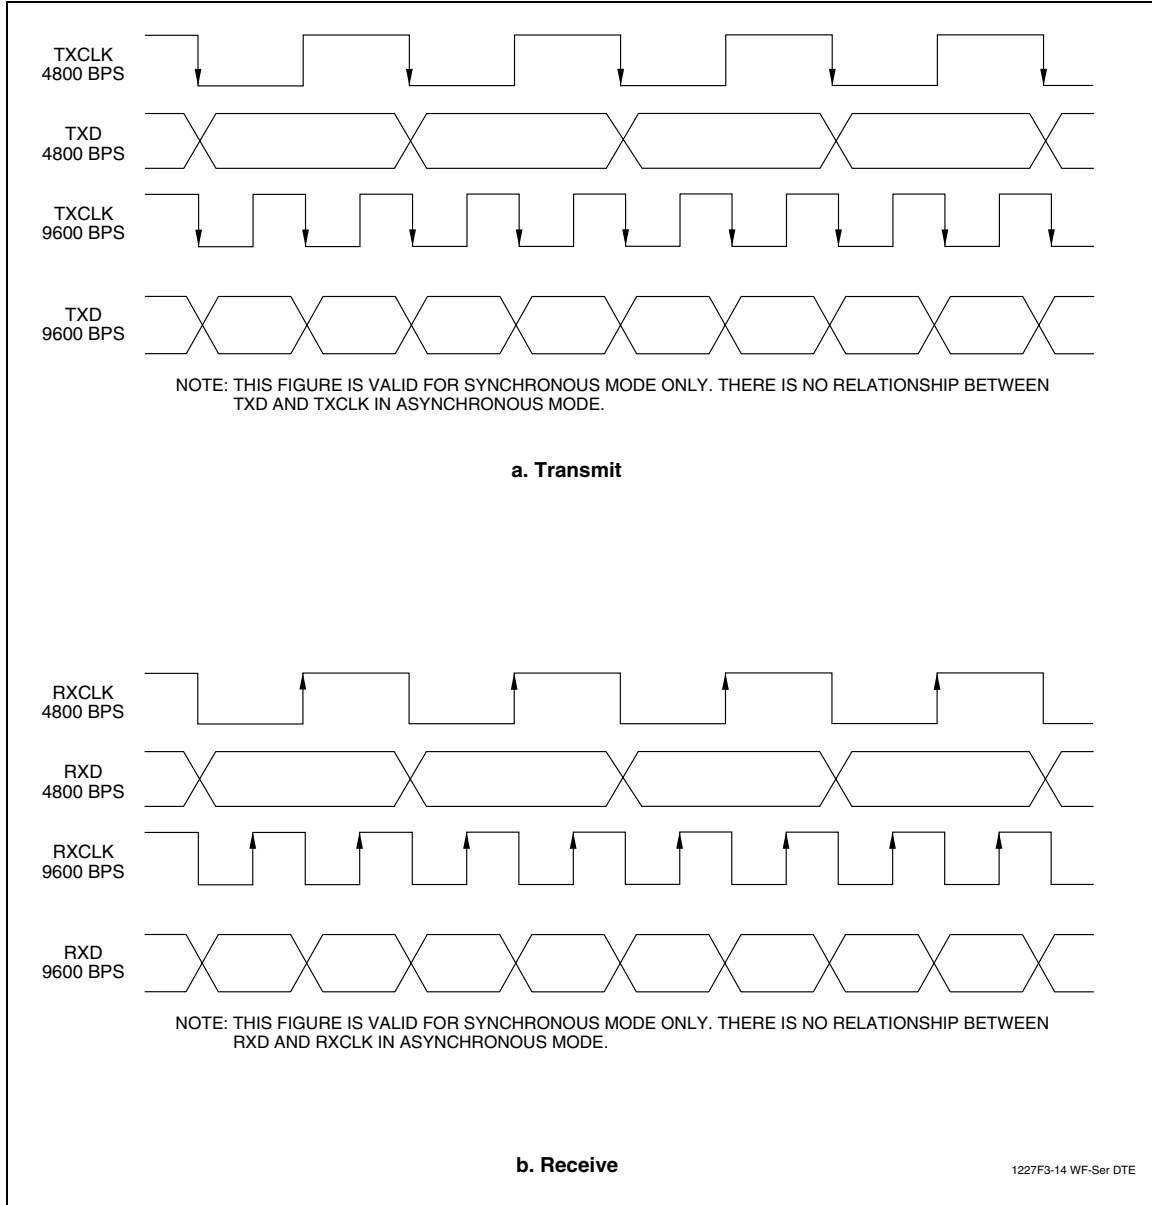 TXCLK
4800 BPS
TXD
4800 BPS
TXCLK
9600 BPS
TXD
9600 BPS
NOTE: THIS FIGURE IS VALID FOR SYNCHRONOUS MODE ONLY. THERE IS NO RELATIONSHIP BETWEEN
TXD AND TXCLK IN ASYNCHRONOUS MODE.
a. Transmit
RXCLK
4800 BPS
RXD
4800 BPS
RXCLK
9600 BPS
RXD
9600 BPS
NOTE: THIS FIGURE IS VALID FOR SYNCHRONOUS MODE ONLY. THERE IS NO RELATIONSHIP BETWEEN
RXD AND RXCLK IN ASYNCHRONOUS MODE.
b. Receive
1227F3-14 WF-Ser DTE